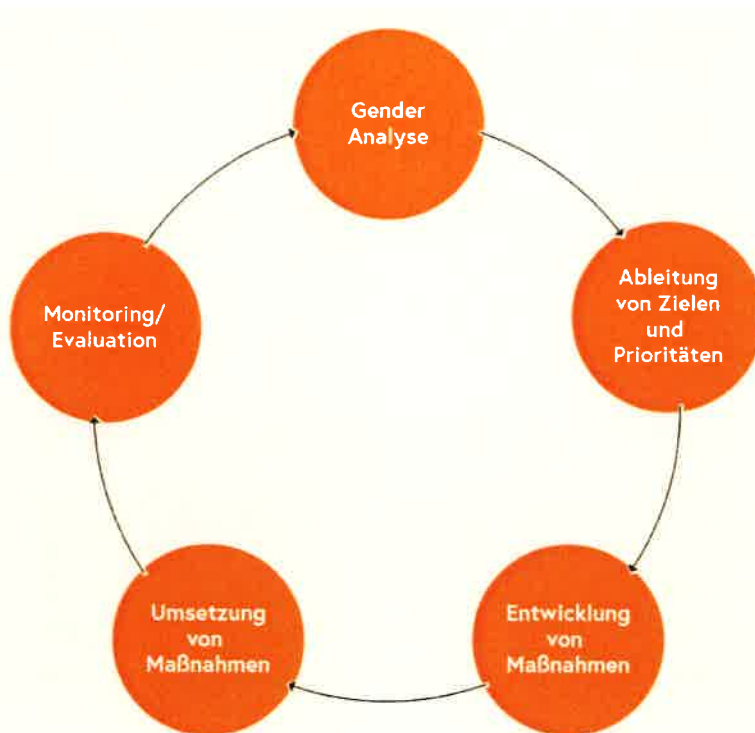 Gender
Analyse
Ableitung
von Zielen
und
Prioritäten
Entwicklung
von
Maßnahmen
Umsetzung
von
Maßnahmen
Monitoring/
Evaluation